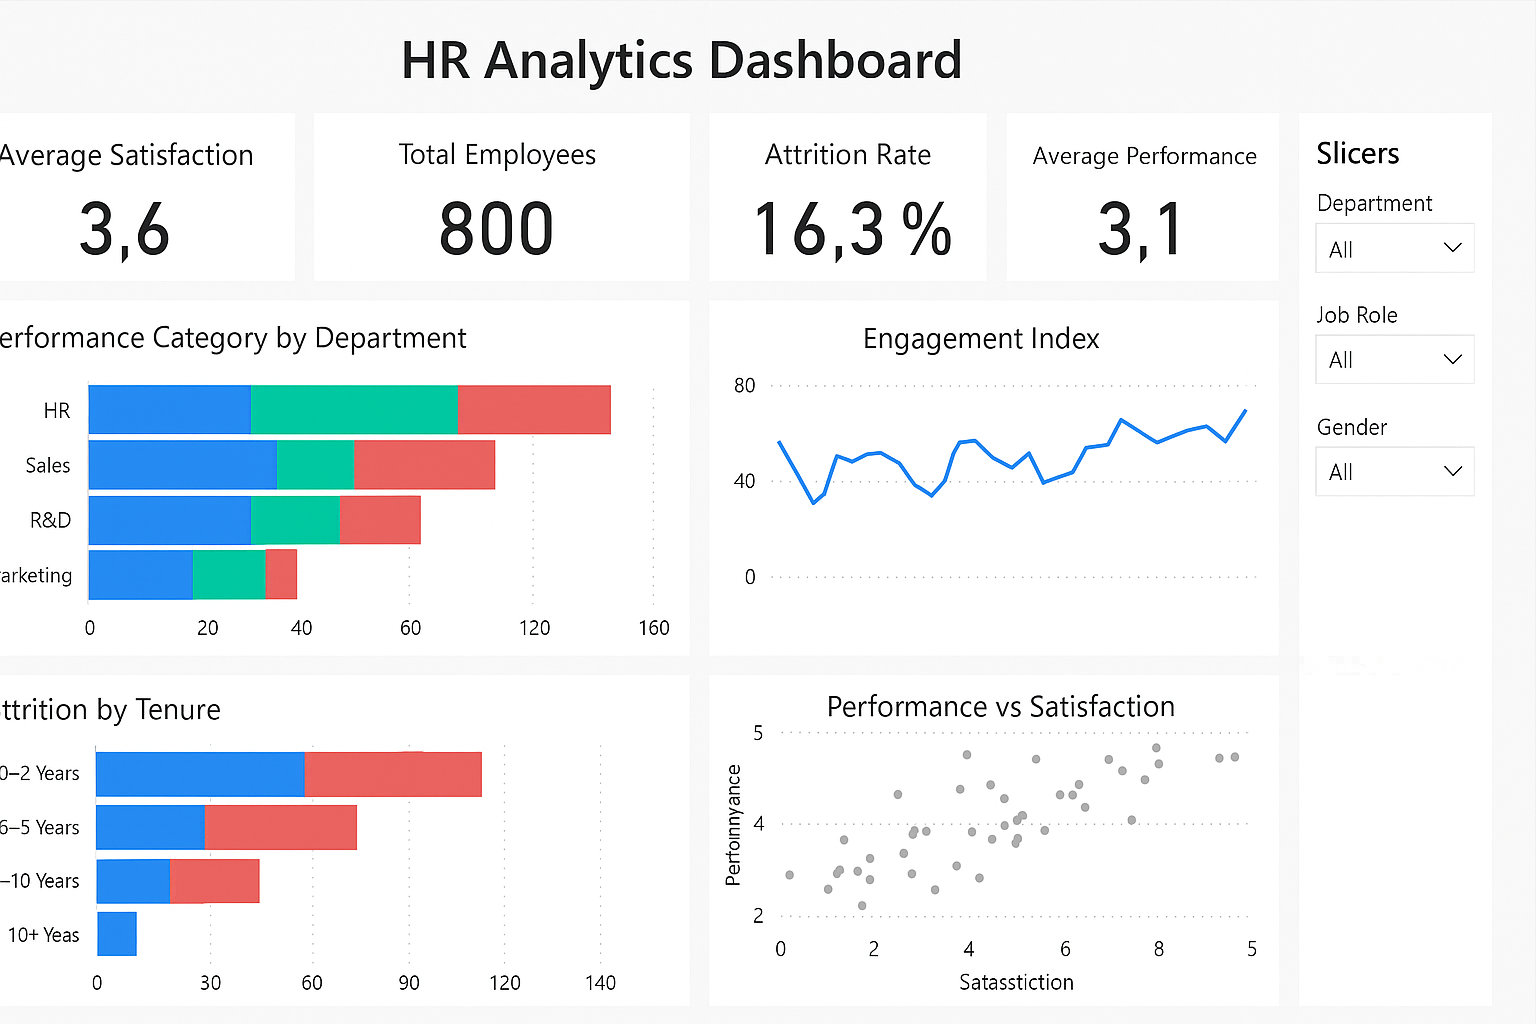 HR Analytics Dashboard
Average Satisfaction
3,6
Total Employees
800
Attrition Rate
16,3 %
Average Performance
3,1
Slicers
Department
All
Job Role
All
Gender
All
erformance Category by Department
HR
Sales
R&D
arketing
0 20 40 60 120 160
Engagement Index
80
40
0
ttrition by Tenure
0–2 Years
6–5 Years
–10 Years
10+ Yeas
0 30 60 90 120 140
Performance vs Satisfaction
Perfoınnyance
5
4
2
0 2 4 6 8 5
Satasstiction